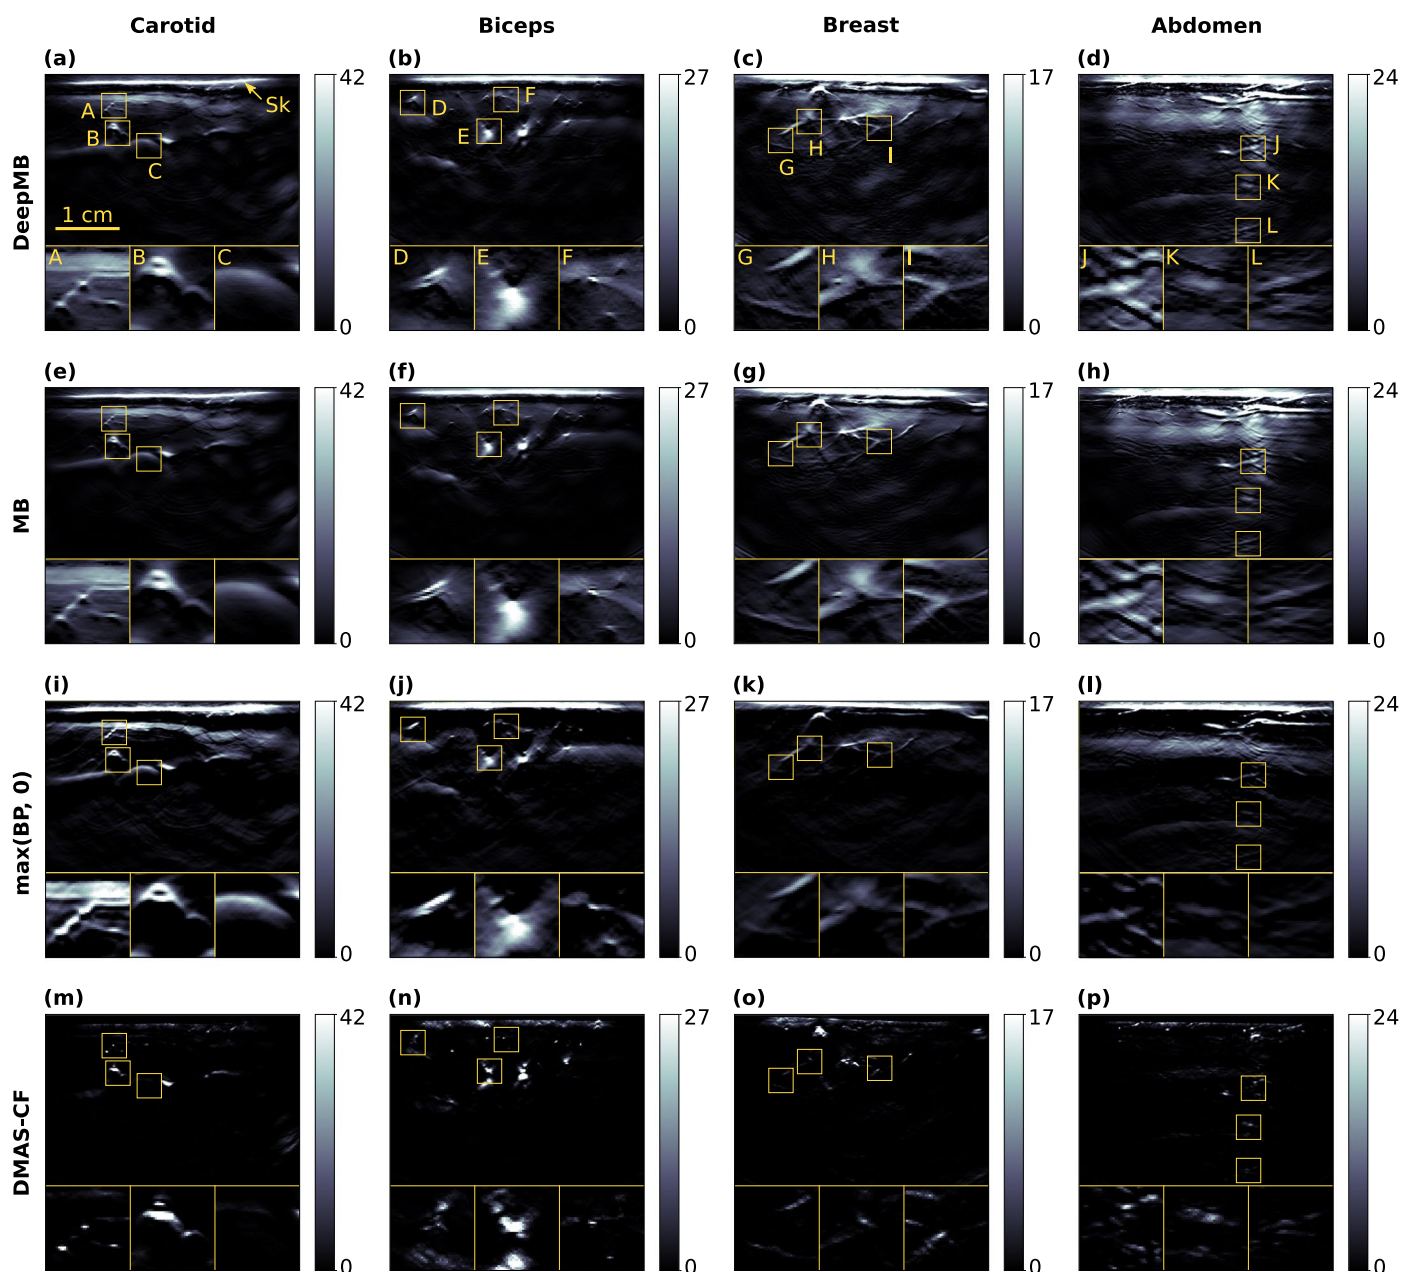 Carotid Biceps Breast Abdomen
(a) (b) (c) (d)
DeepMB
42 27 17 24
Sk
A
B
C
1 cm
D
E
F
G
H
I
J
K
L
A B C D E F G H I J K L
0 0 0 0
(e) (f) (g) (h)
MB
42 27 17 24
0 0 0 0
(i) (j) (k) (l)
max(BP, 0)
42 27 17 24
0 0 0 0
(m) (n) (o) (p)
DMAS-CF
42 27 17 24
0 0 0 0